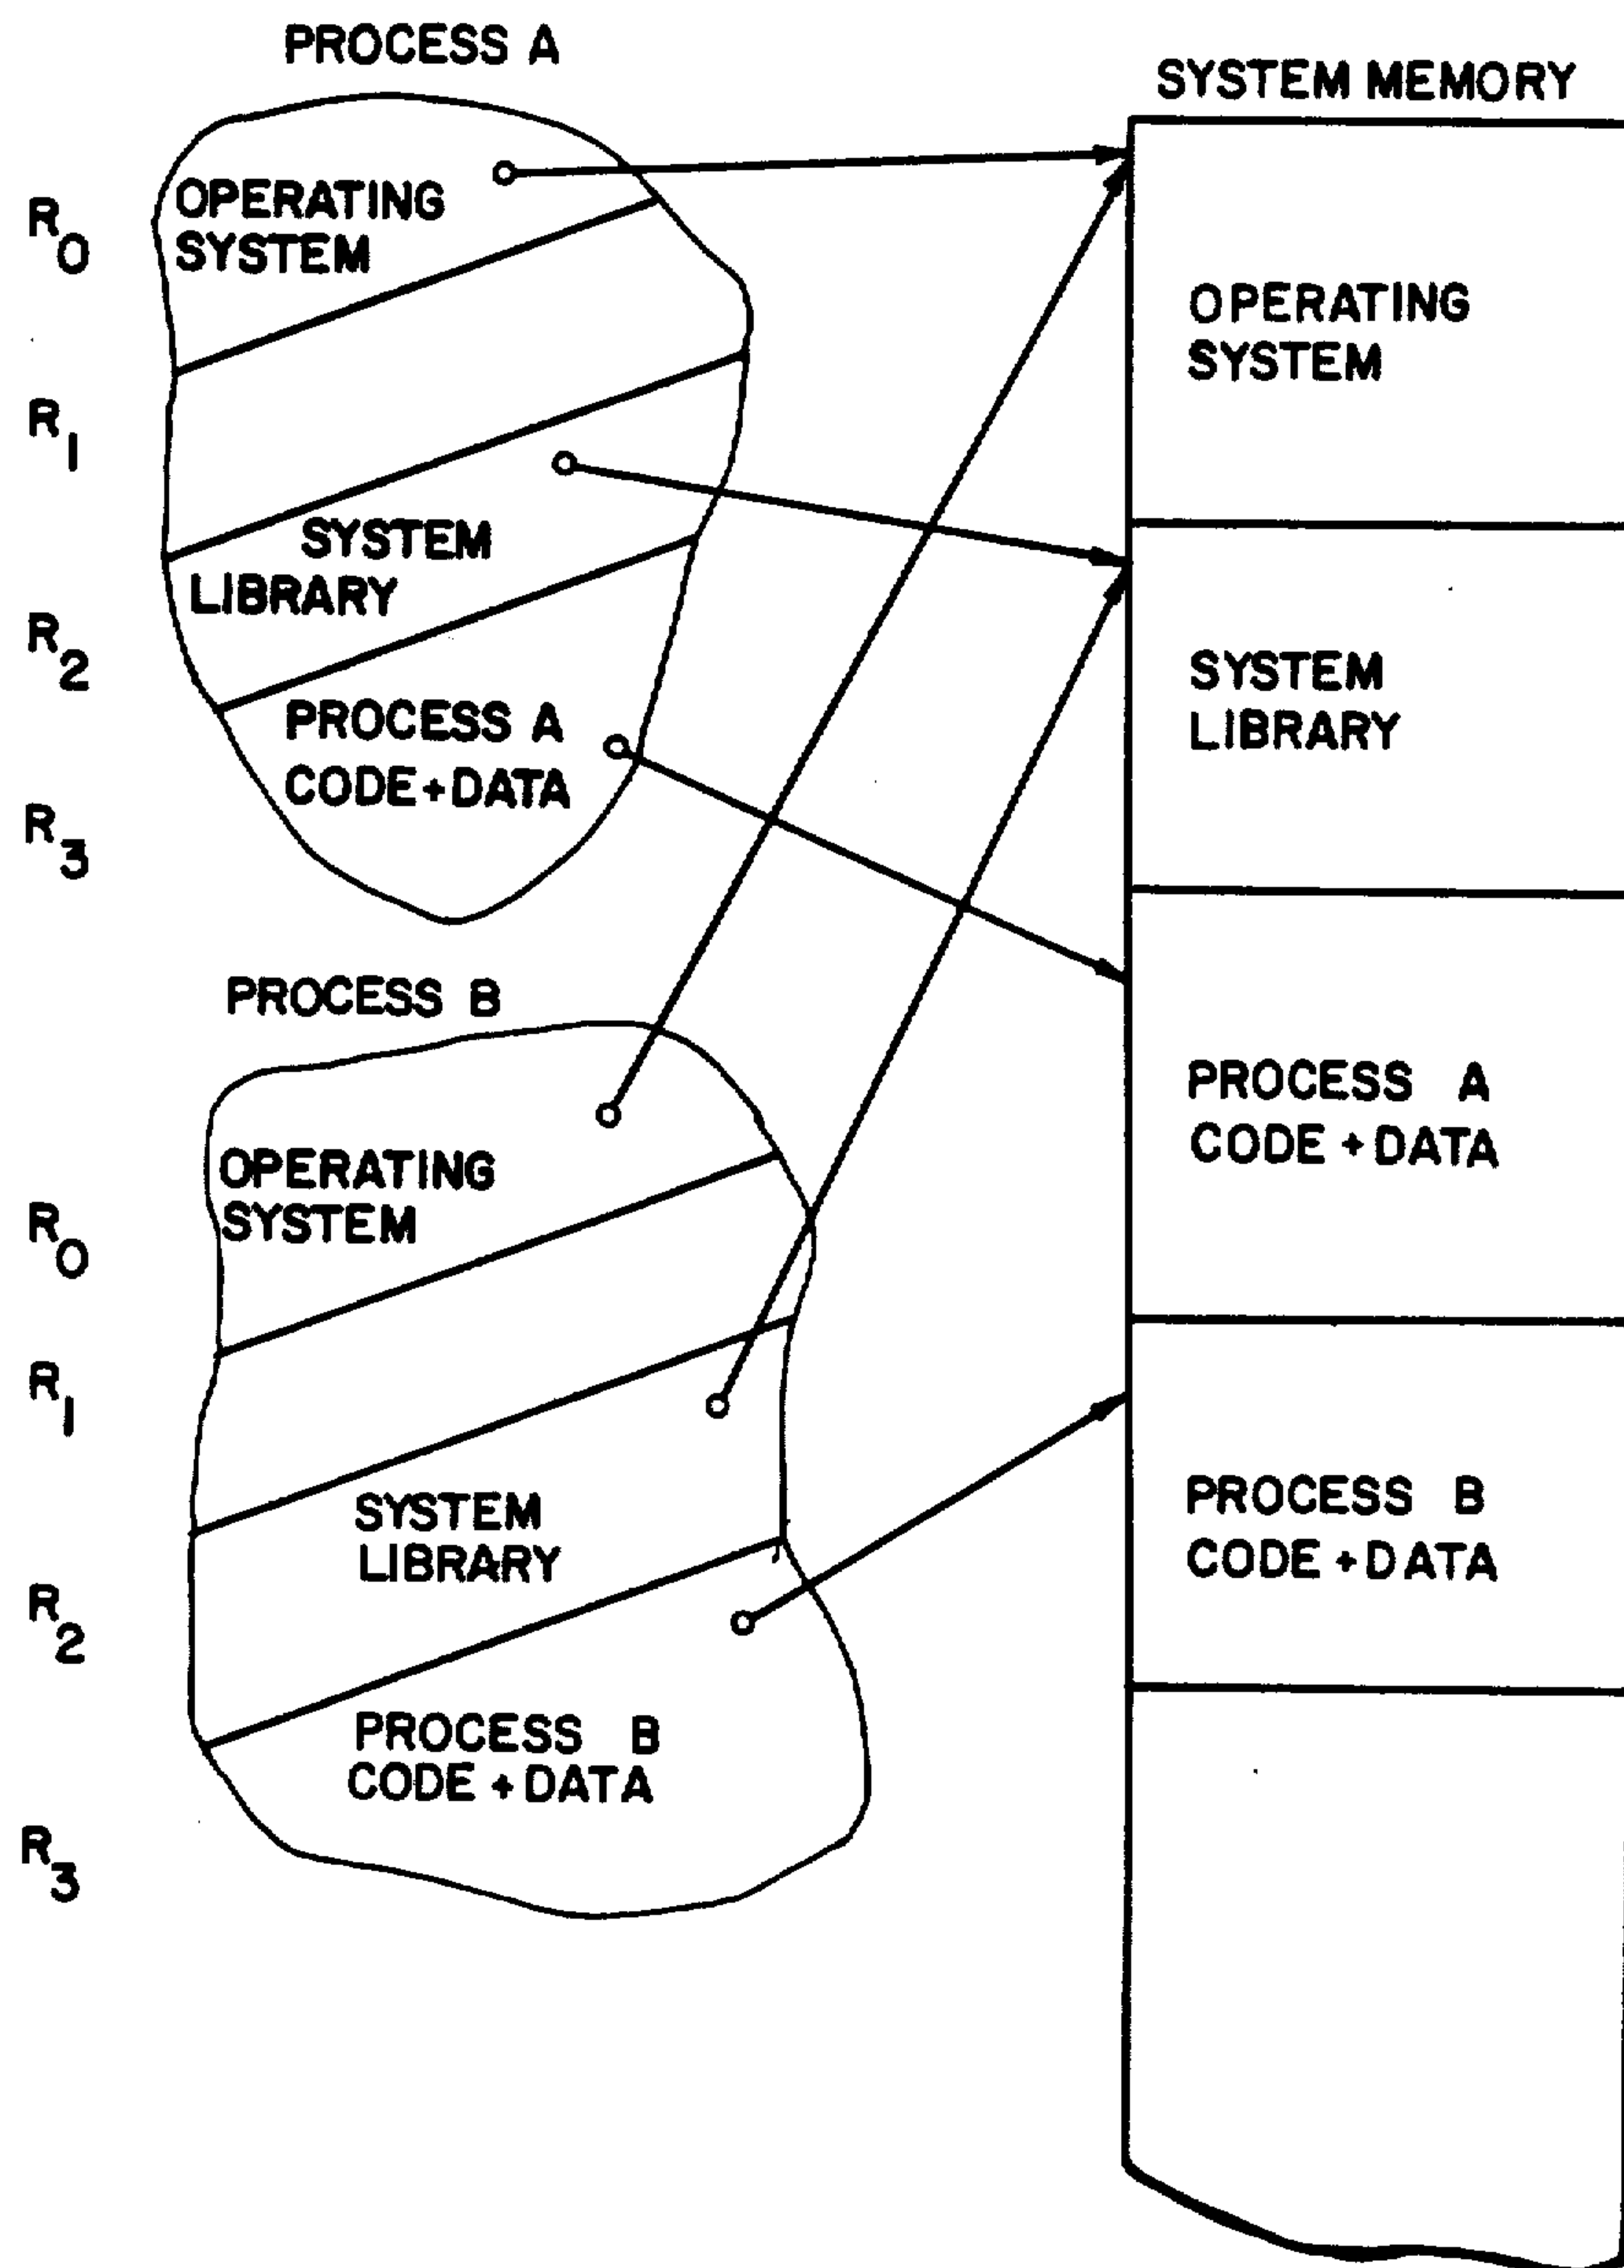 PROCESS A
R0
OPERATING
SYSTEM
R1
SYSTEM
LIBRARY
R2
PROCESS A
CODE+DATA
R3
PROCESS B
OPERATING
SYSTEM
R0
R1
SYSTEM
LIBRARY
R2
PROCESS B
CODE + DATA
R3
SYSTEM MEMORY
OPERATING
SYSTEM
SYSTEM
LIBRARY
PROCESS A
CODE + DATA
PROCESS B
CODE + DATA